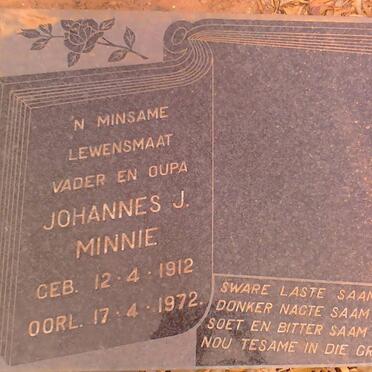 'N MINSAME
LEWENSMAAT
VADER EN OUPA
JOHANNES J.
MINNIE
GEB. 12-4-1912
OORL. 17-4-1972.
SWARE LASTE SAAM
DONKER NAGTE SAAM
SOET EN BITTER SAAM
NOU TESAME IN DIE